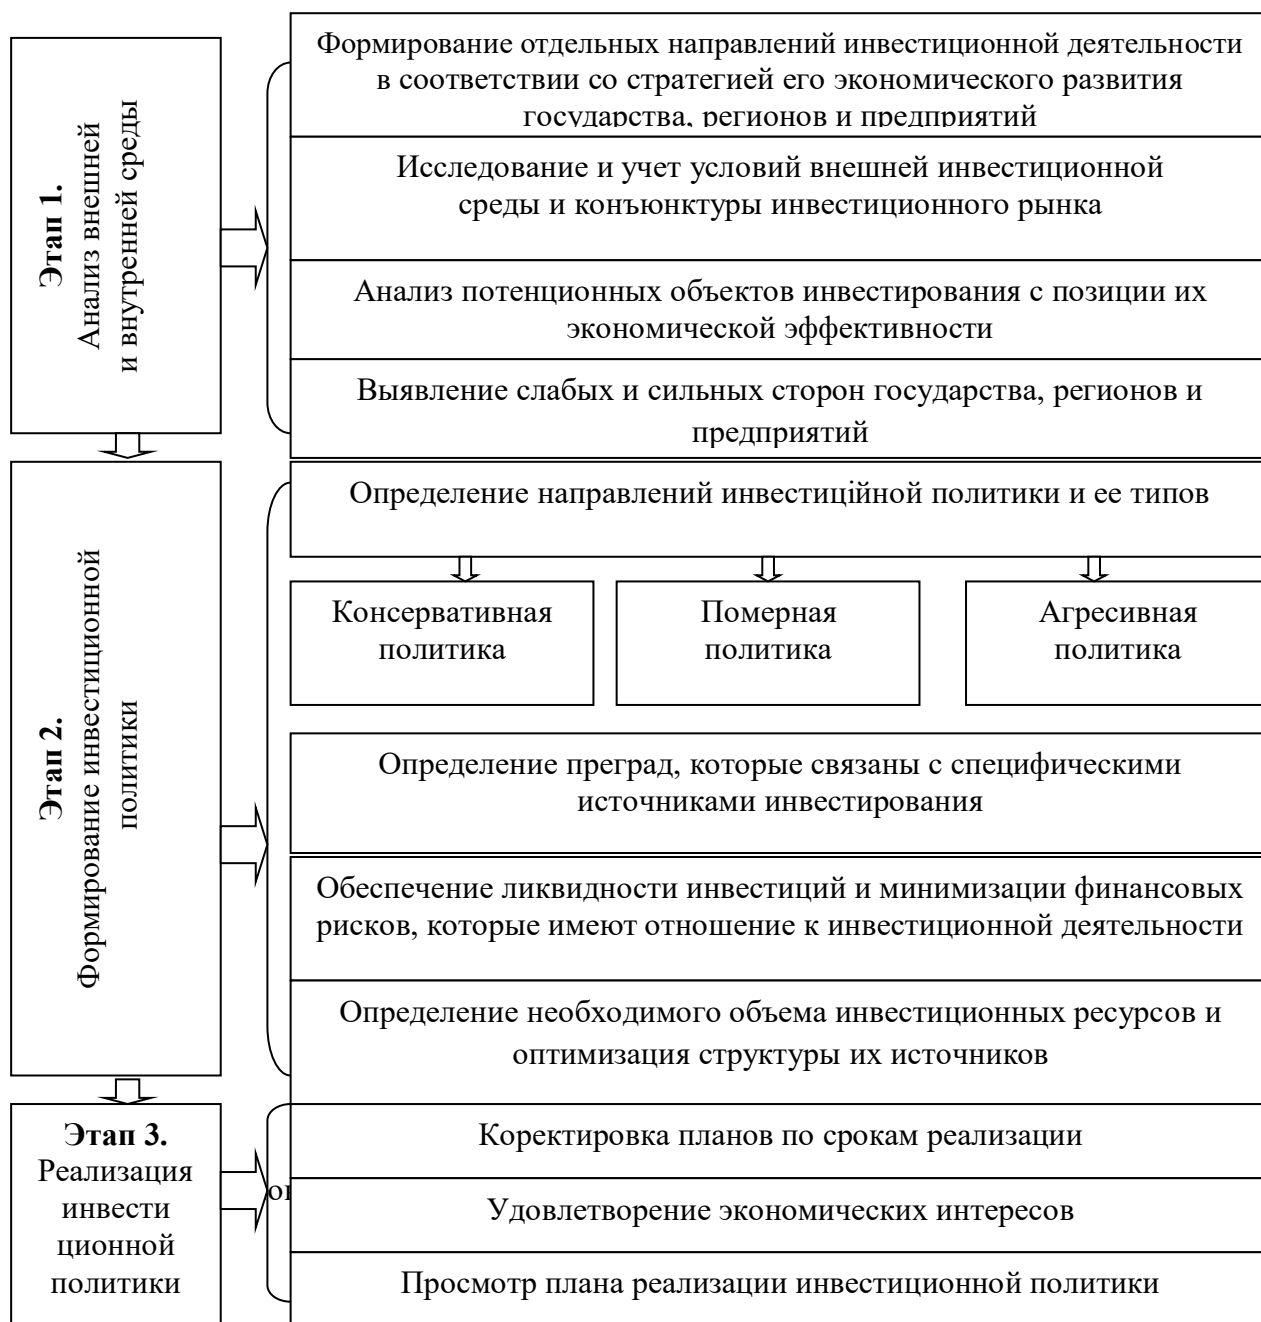 Этап 1.
Анализ внешней
и внутренней среды
Формирование отдельных направлений инвестиционной деятельности
в соответствии со стратегией его экономического развития
государства, регионов и предприятий
Исследование и учет условий внешней инвестиционной
среды и конъюнктуры инвестиционного рынка
Анализ потенционных объектов инвестирования с позиции их
экономической эффективности
Выявление слабых и сильных сторон государства, регионов и
предприятий
Этап 2.
Формирование инвестиционной
политики
Определение направлений инвестиційной политики и ее типов
Консервативная
политика
Померная
политика
Агресивная
политика
Определение преград, которые связаны с специфическими
источниками инвестирования
Обеспечение ликвидности инвестиций и минимизации финансовых
рисков, которые имеют отношение к инвестиционной деятельности
Определение необходимого объема инвестиционных ресурсов и
оптимизация структуры их источников
Этап 3.
Реализация
инвести
ционной
политики
Коректировка планов по срокам реализации
Удовлетворение экономических интересов
Просмотр плана реализации инвестиционной политики